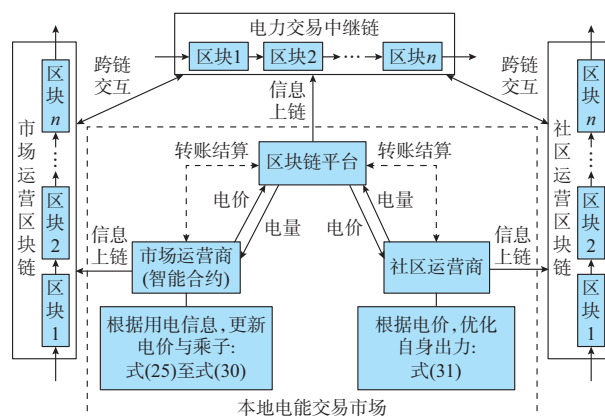 电力交易中继链
区块1
区块2
…
区块n
跨链
交互
跨链
交互
信息
上链
市场运营区块链
区块n
…
区块2
区块1
社区运营区块链
区块n
…
区块2
区块1
转账结算
区块链平台
转账结算
电价
电量
电价
电量
信息
上链
市场运营商
(智能合约)
社区运营商
信息
上链
根据用电信息,更新
电价与乘子:
式(25)至式(30)
根据电价,优化
自身出力:
式(31)
本地电能交易市场